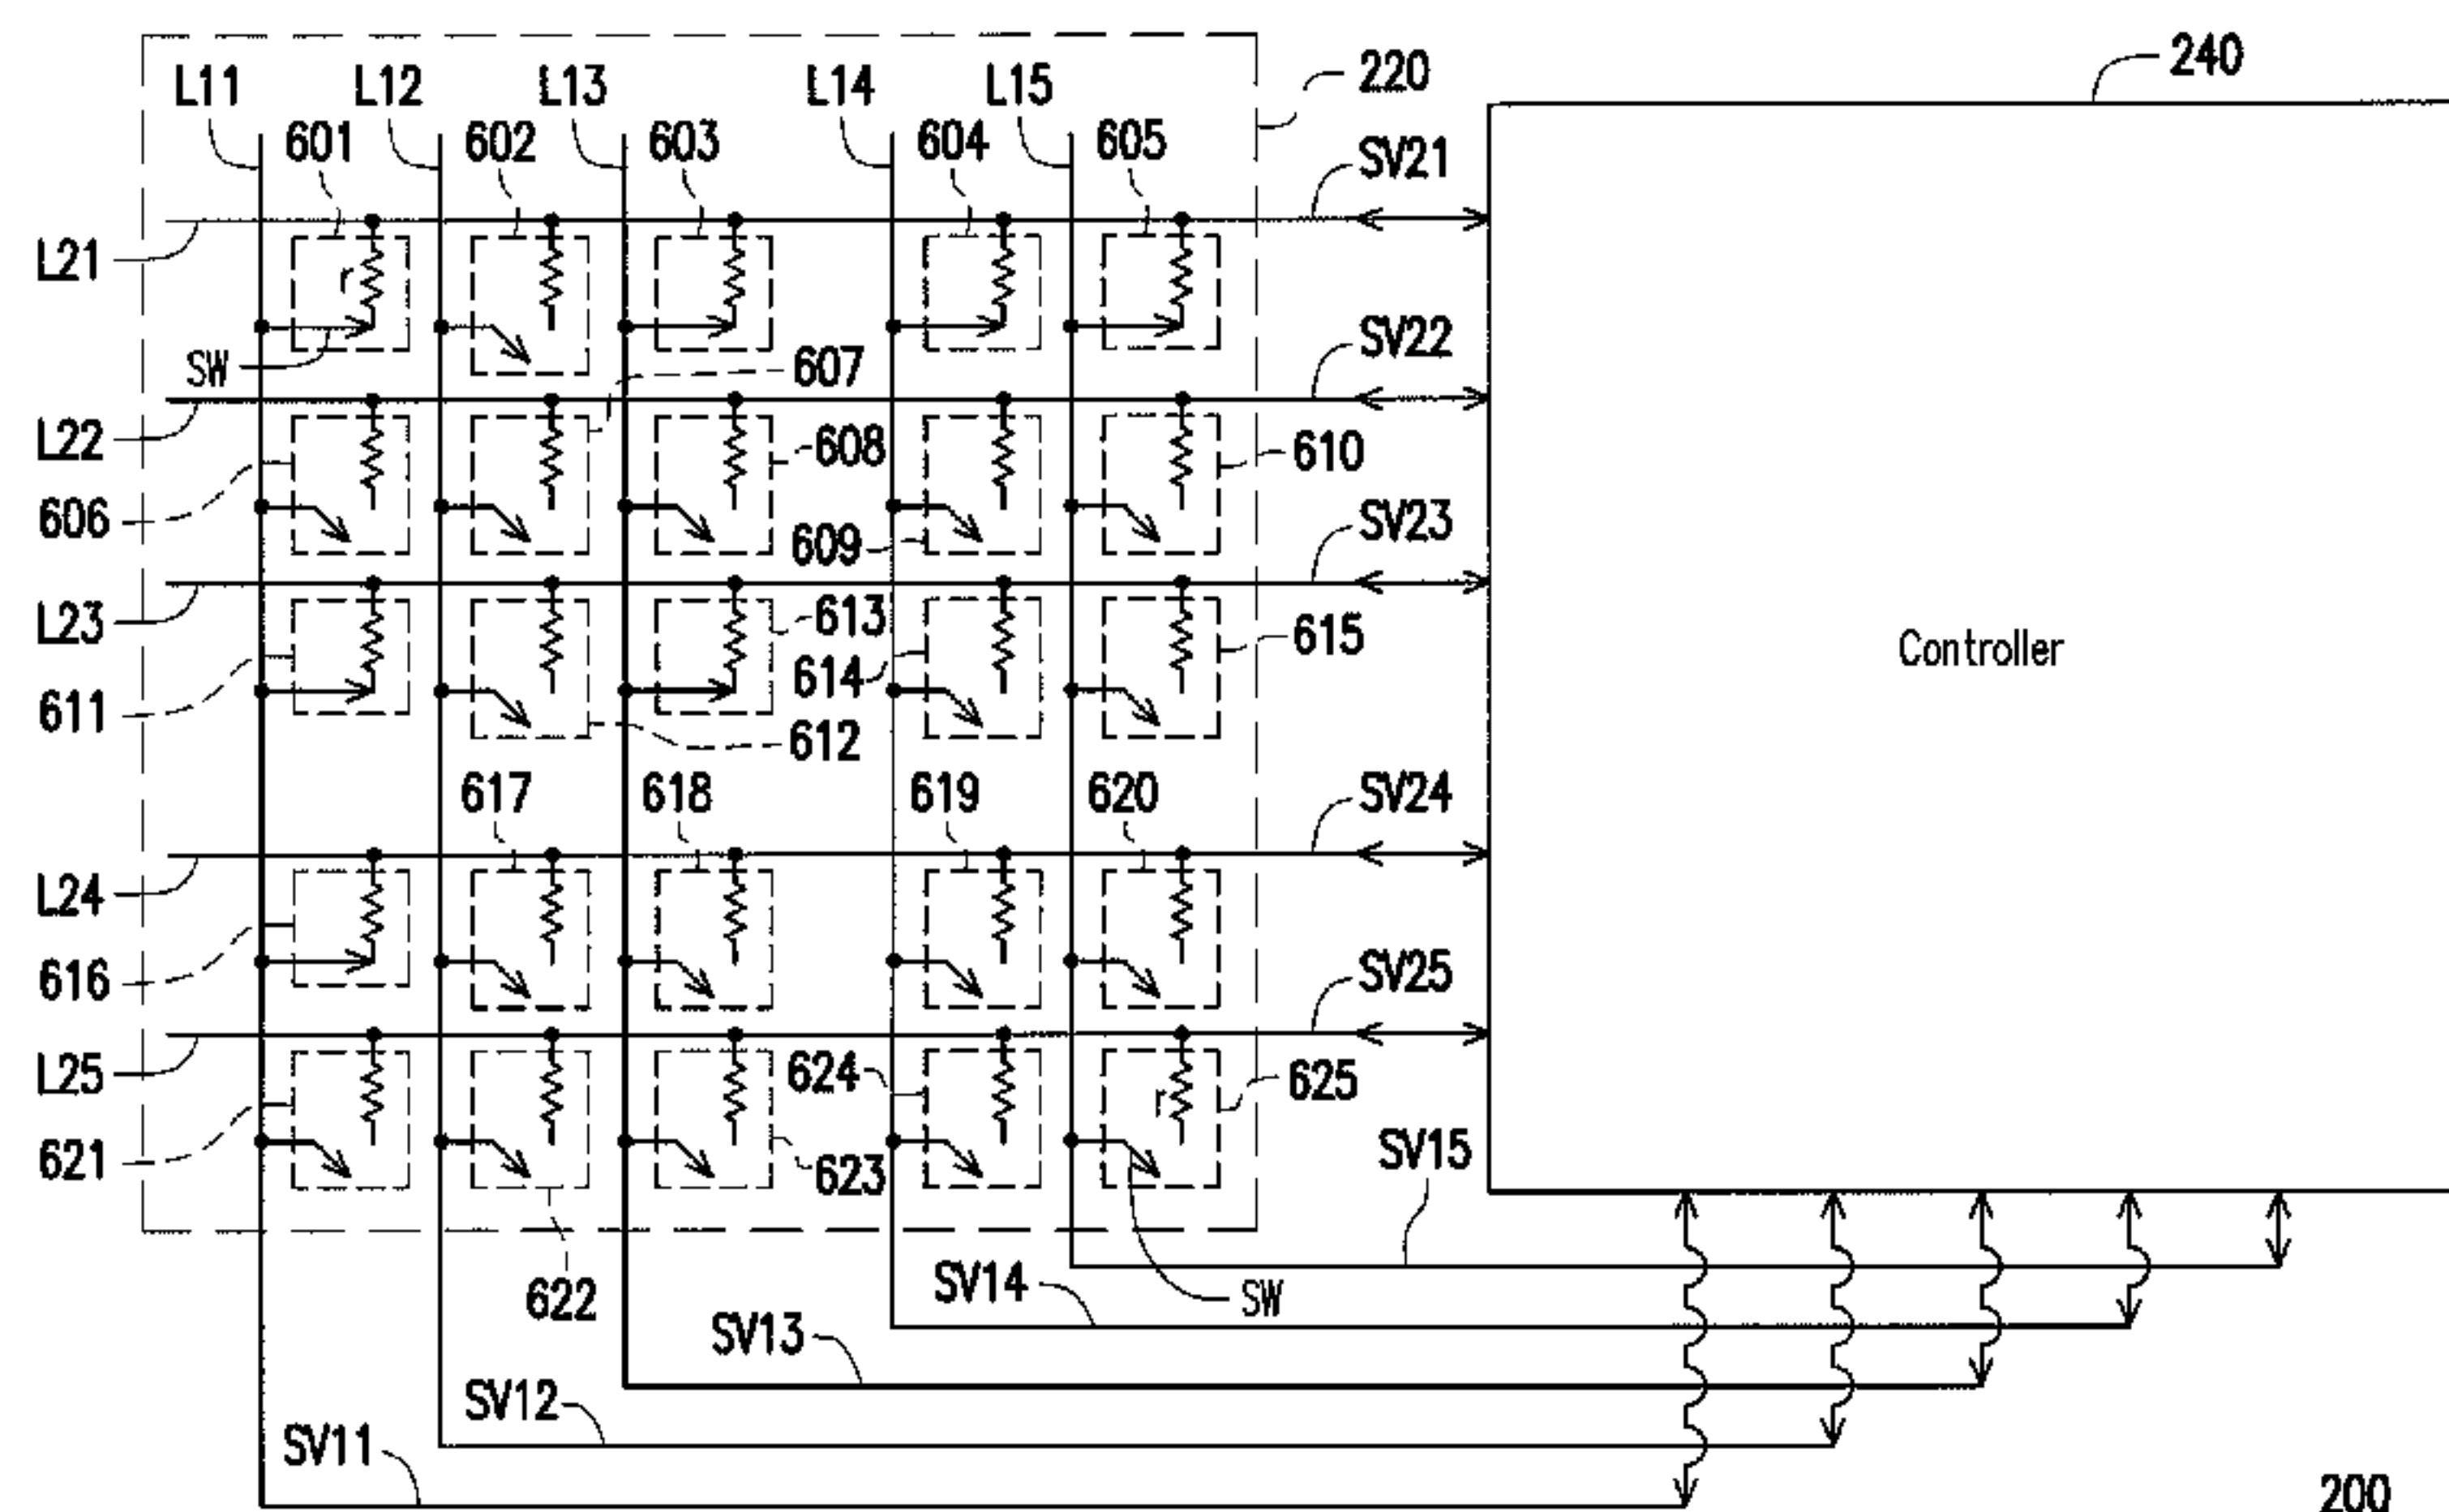 L11 L12 L13 L14 L15 220 240
601 602 603 604 605 SV21
L21
r
SW
607 SV22
L22 608 610
606 609 SV23
L23 613 615
614
611 612
Controller
617 618 619 620 SV24
L24
616 SV25
L25 624 625
r
621 623 SV15
622 SV14 SW
SV13
SV12
SV11
200